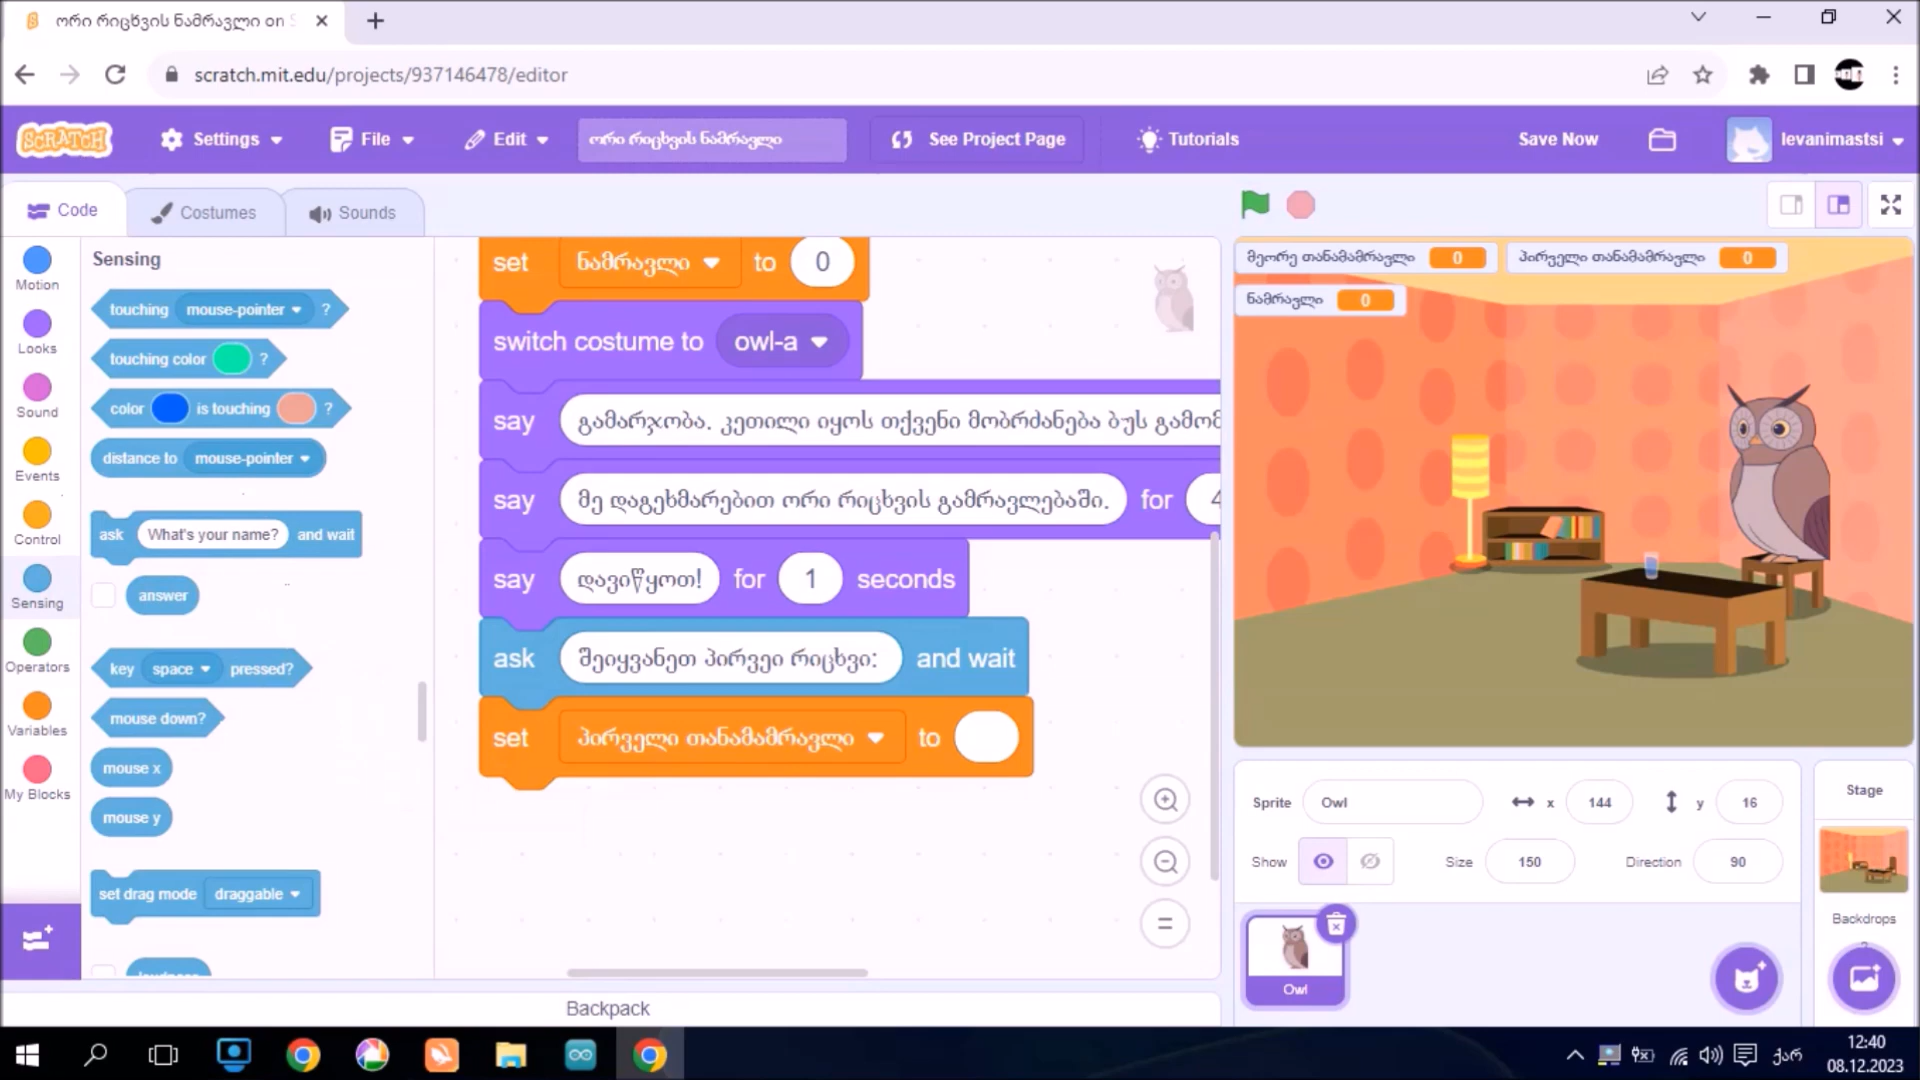 ორი რიცხვის ნამრავლი on S
scratch.mit.edu/projects/937146478/editor
SCRATCH Settings File Edit ორი რიცხვის ნამრავლი See Project Page Tutorials Save Now levanimastsi
Code Costumes Sounds
Motion
Looks
Sound
Events
Control
Sensing
Operators
Variables
My Blocks
Sensing
touching mouse-pointer ?
touching color ?
color is touching ?
distance to mouse-pointer
ask What's your name? and wait
answer
key space pressed?
mouse down?
mouse x
mouse y
set drag mode draggable
set ნამრავლი to 0
switch costume to owl-a
say გამარჯობა. კეთილი იყოს თქვენი მობრძანება ბუს
say მე დაგეხმარებით ორი რიცხვის გამრავლებაში. for 4
say დავიწყოთ! for 1 seconds
ask შეიყვანეთ პირვეი რიცხვი: and wait
set პირველი თანამამრავლი to
მეორე თანამამრავლი 0 პირველი თანამამრავლი 0
ნამრავლი 0
Sprite Owl x 144 y 16
Show Size 150 Direction 90
Owl
Stage
Backdrops
Backpack
12:40
ქარ
08.12.2023